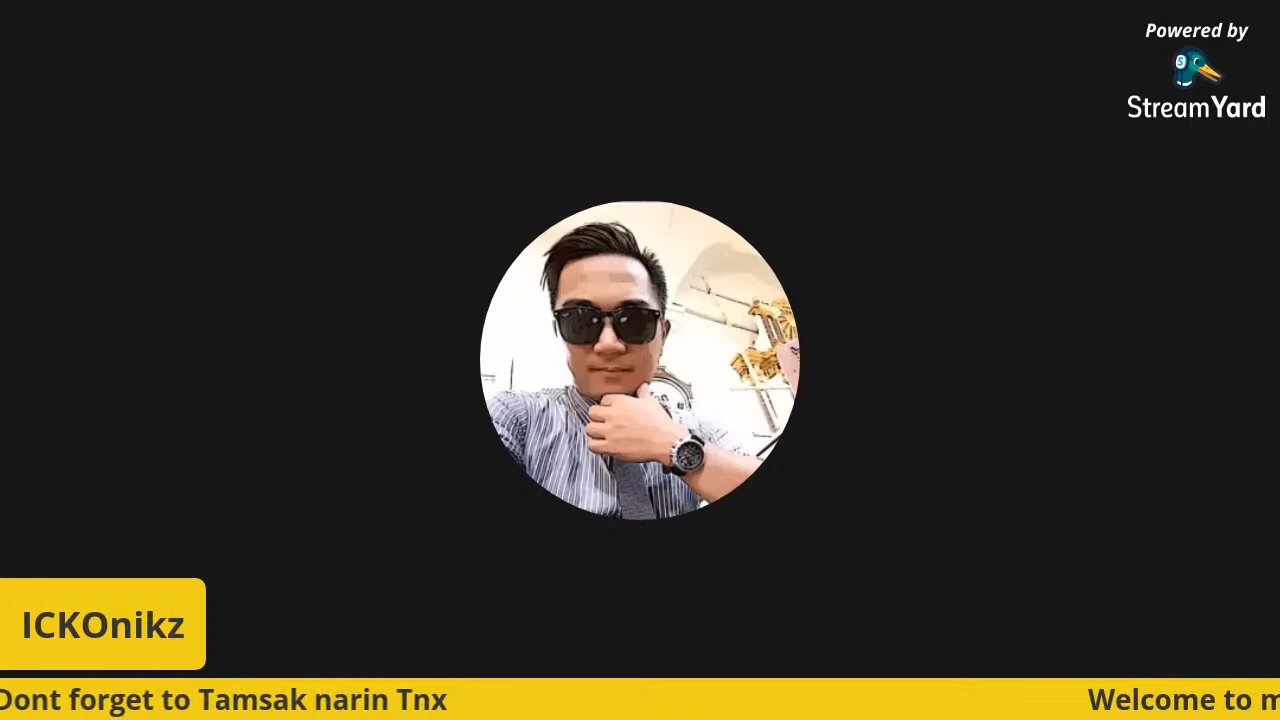 Powered by
StreamYard
ICKOnikz
Dont forget to Tamsak narin Tnx
Welcome to